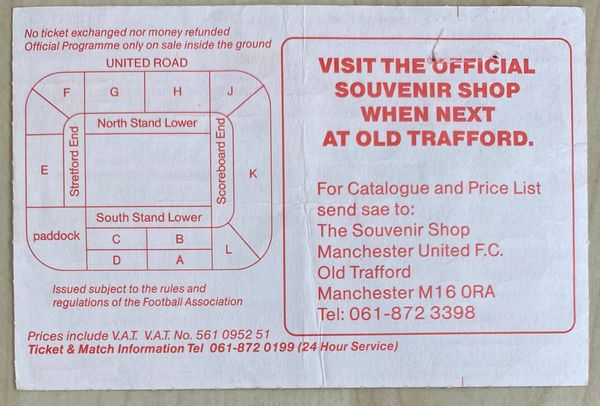 No ticket exchanged nor money refunded
Official Programme only on sale inside the ground
UNITED ROAD
F
G
H
J
North Stand Lower
Stretford End
Scoreboard End
E
K
South Stand Lower
paddock
C
B
D
A
L
Issued subject to the rules and
regulations of the Football Association
Prices include V.A.T. V.A.T. No. 561 0952 51
Ticket & Match Information Tel 061-872 0199 (24 Hour Service)
VISIT THE OFFICIAL
SOUVENIR SHOP
WHEN NEXT
AT OLD TRAFFORD.
For Catalogue and Price List
send sae to:
The Souvenir Shop
Manchester United F.C.
Old Trafford
Manchester M16 0RA
Tel: 061-872 3398